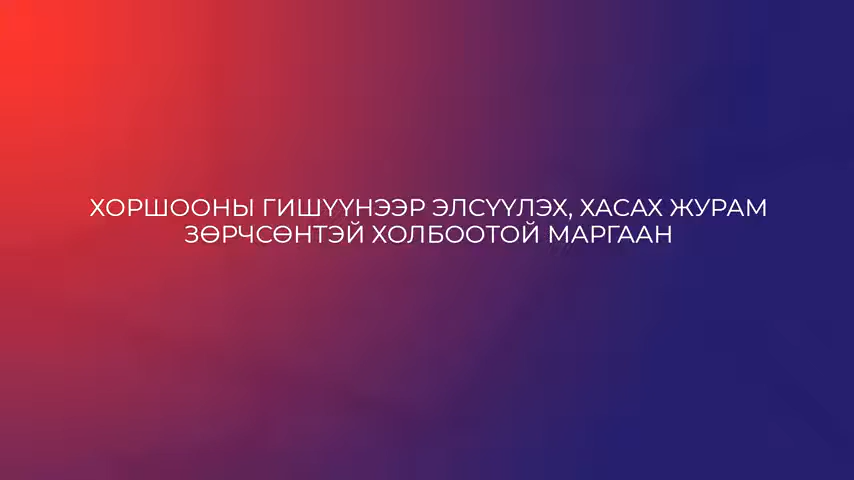 ХОРШООНЫ ГИШҮҮНЭЭР ЭЛСҮҮЛЭХ, ХАСАХ ЖУРАМ
ЗӨРЧСӨНТЭЙ ХОЛБООТОЙ МАРГААН